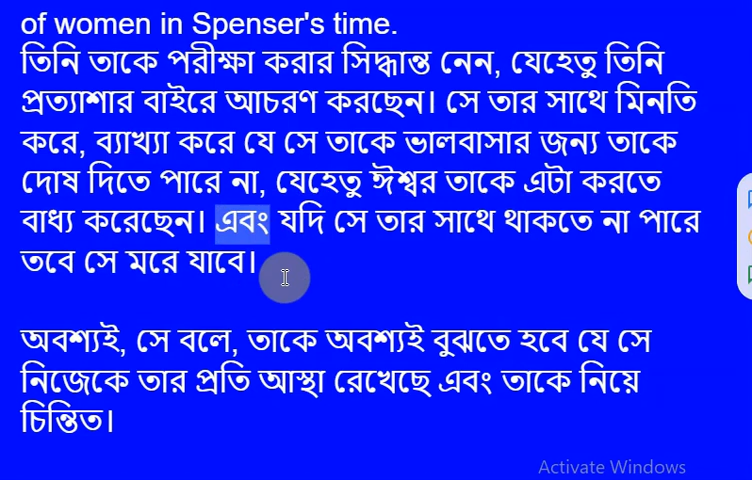 of women in Spenser's time.
তিনি তাকে পরীক্ষা করার সিদ্ধান্ত নেন, যেহেতু তিনি
প্রত্যাশার বাইরে আচরণ করছেন। সে তার সাথে মিনতি
করে, ব্যাখ্যা করে যে সে তাকে ভালবাসার জন্য তাকে
দোষ দিতে পারে না, যেহেতু ঈশ্বর তাকে এটা করতে
বাধ্য করেছেন। এবং যদি সে তার সাথে থাকতে না পারে
তবে সে মরে যাবে।
অবশ্যই, সে বলে, তাকে অবশ্যই বুঝতে হবে যে সে
নিজেকে তার প্রতি আস্থা রেখেছে এবং তাকে নিয়ে
চিন্তিত।
Activate Windows